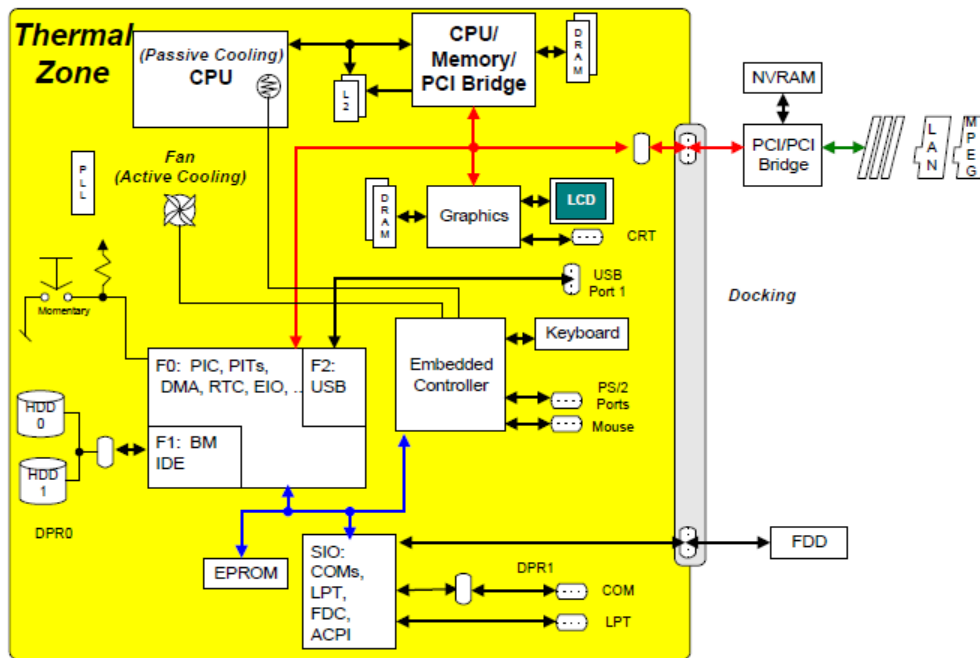 Thermal
Zone
(Passive Cooling)
CPU
CPU/
Memory/
PCI Bridge
DRAM
L2
NVRAM
PCI/PCI
Bridge
LAN
MPEG
PLL
Fan
(Active Cooling)
DRAM
Graphics
LCD
CRT
USB
Port 1
Docking
Momentary
F0: PIC, PITs,
DMA, RTC, EIO, ..
F2:
USB
F1: BM
IDE
HDD
0
HDD
1
DPR0
Embedded
Controller
Keyboard
PS/2
Ports
Mouse
EPROM
SIO:
COMs,
LPT,
FDC,
ACPI
DPR1
COM
LPT
FDD